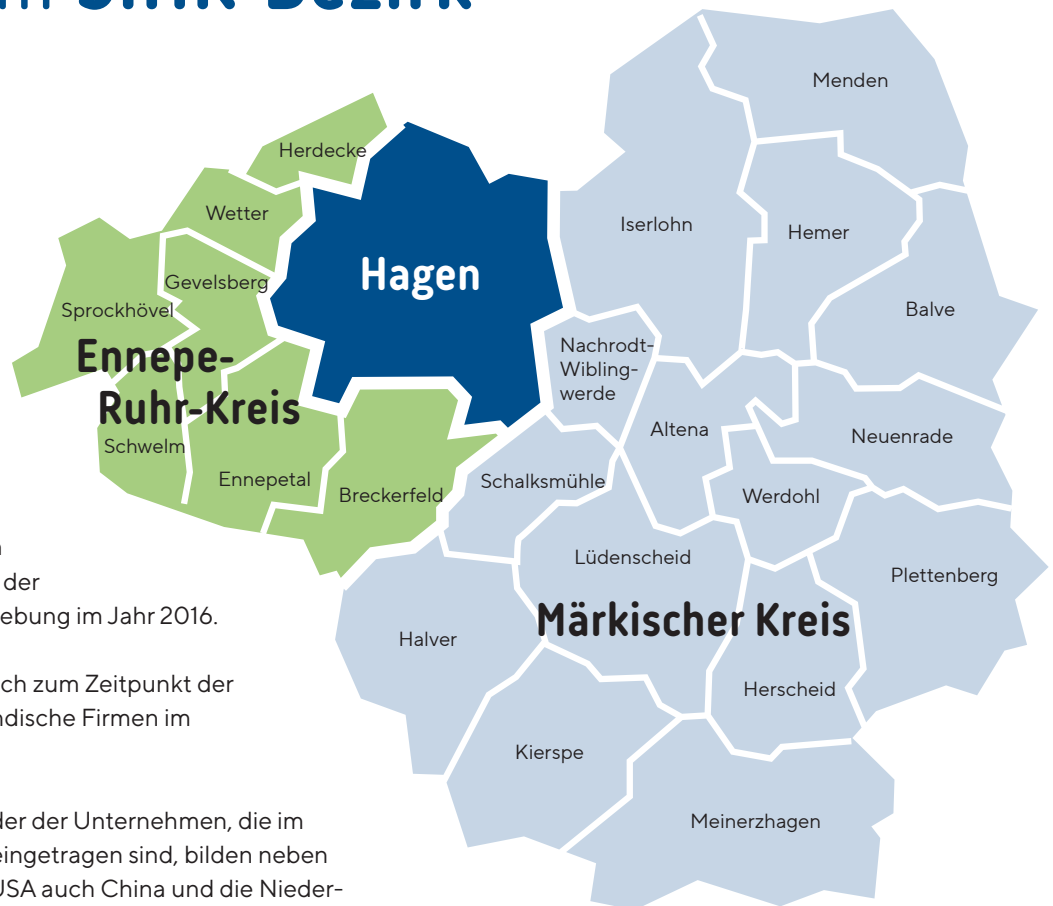 SIHK-Bezirk
Menden
Herdecke
Wetter
Iserlohn
Hemer
Hagen
Gevelsberg
Sprockhövel
Balve
Ennepe-
Ruhr-Kreis
Nachrodt-
Wibling-
werde
Altena
Neuenrade
Schwelm
Ennepetal
Breckerfeld
Schalksmühle
Werdohl
Lüdenscheid
Plettenberg
Märkischer Kreis
Halver
Herscheid
Kierspe
Meinerzhagen
der
ebung im Jahr 2016.
ch zum Zeitpunkt der
ndische Firmen im
der der Unternehmen, die im
eingetragen sind, bilden neben
USA auch China und die Nieder-